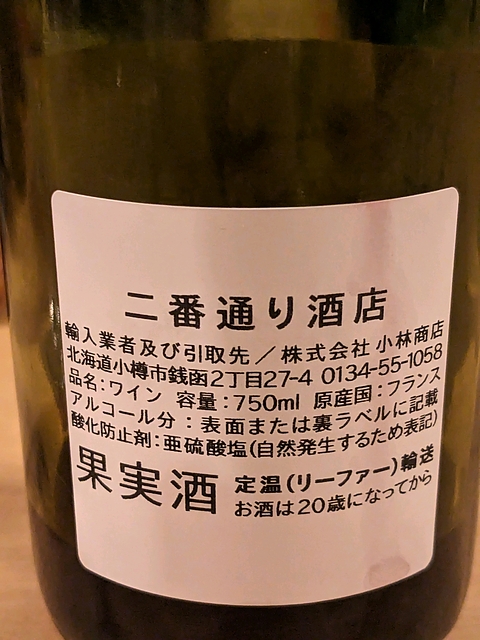 二番通り酒店
輸入業者及び引取先／株式会社 小林商店
北海道小樽市銭函2丁目27-4 0134-55-1058
品名:ワイン 容量:750ml 原産国:フランス
アルコール分:表面または裏ラベルに記載
酸化防止剤:亜硫酸塩(自然発生するため表記)
果実酒 定温(リーファー)輸送
お酒は20歳になってから